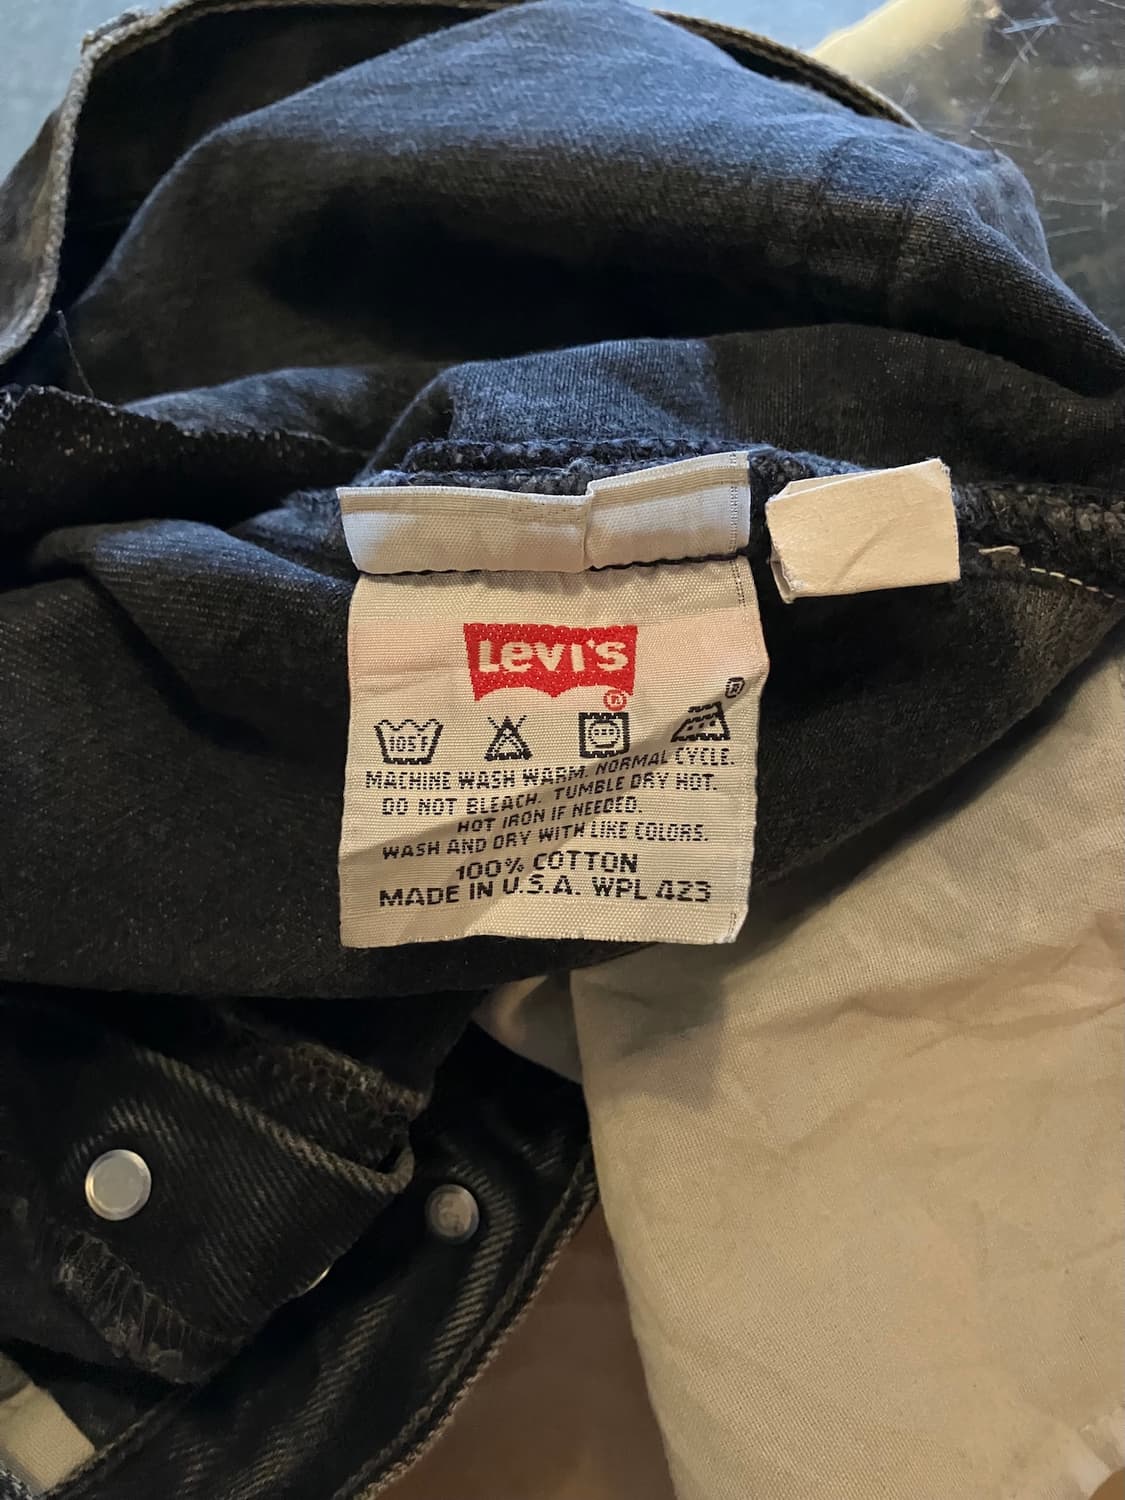 Levi's
®
®
105°F
MACHINE WASH WARM. NORMAL CYCLE.
DO NOT BLEACH. TUMBLE DRY HOT.
HOT IRON IF NEEDED.
WASH AND DRY WITH LIKE COLORS.
100% COTTON
MADE IN U.S.A. WPL 423